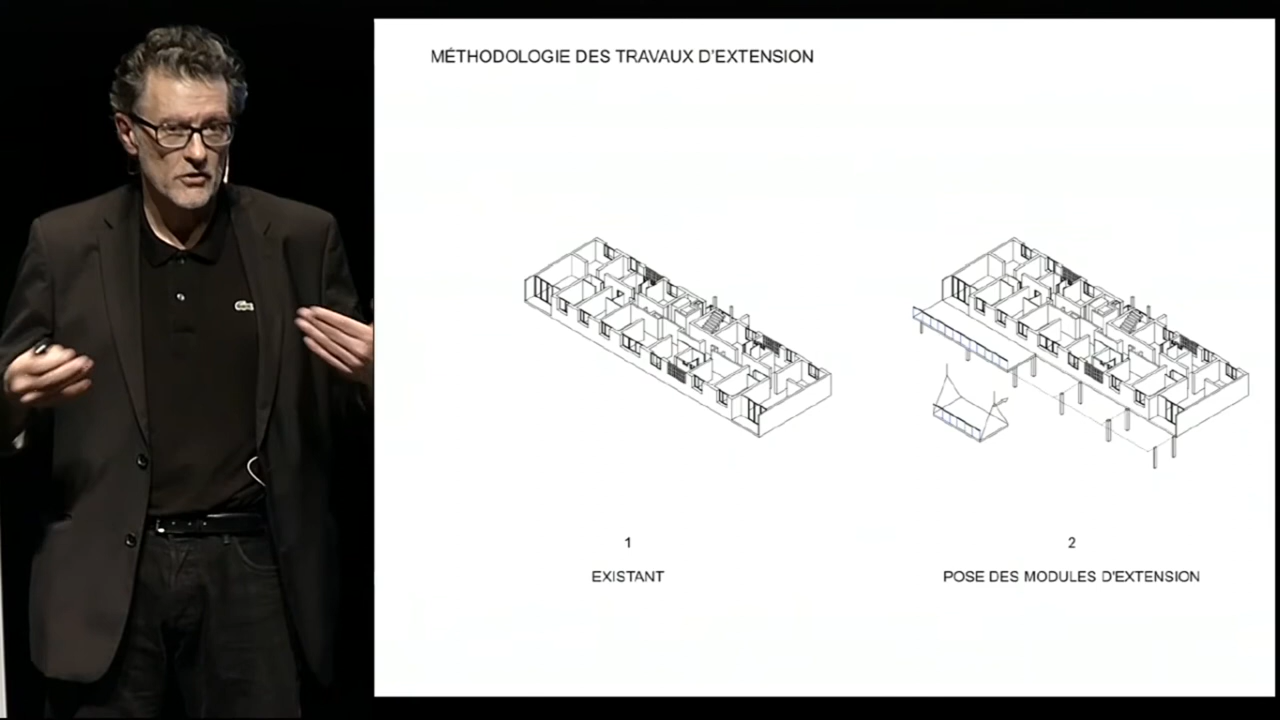 MÉTHODOLOGIE DES TRAVAUX D'EXTENSION
1
EXISTANT
2
POSE DES MODULES D'EXTENSION